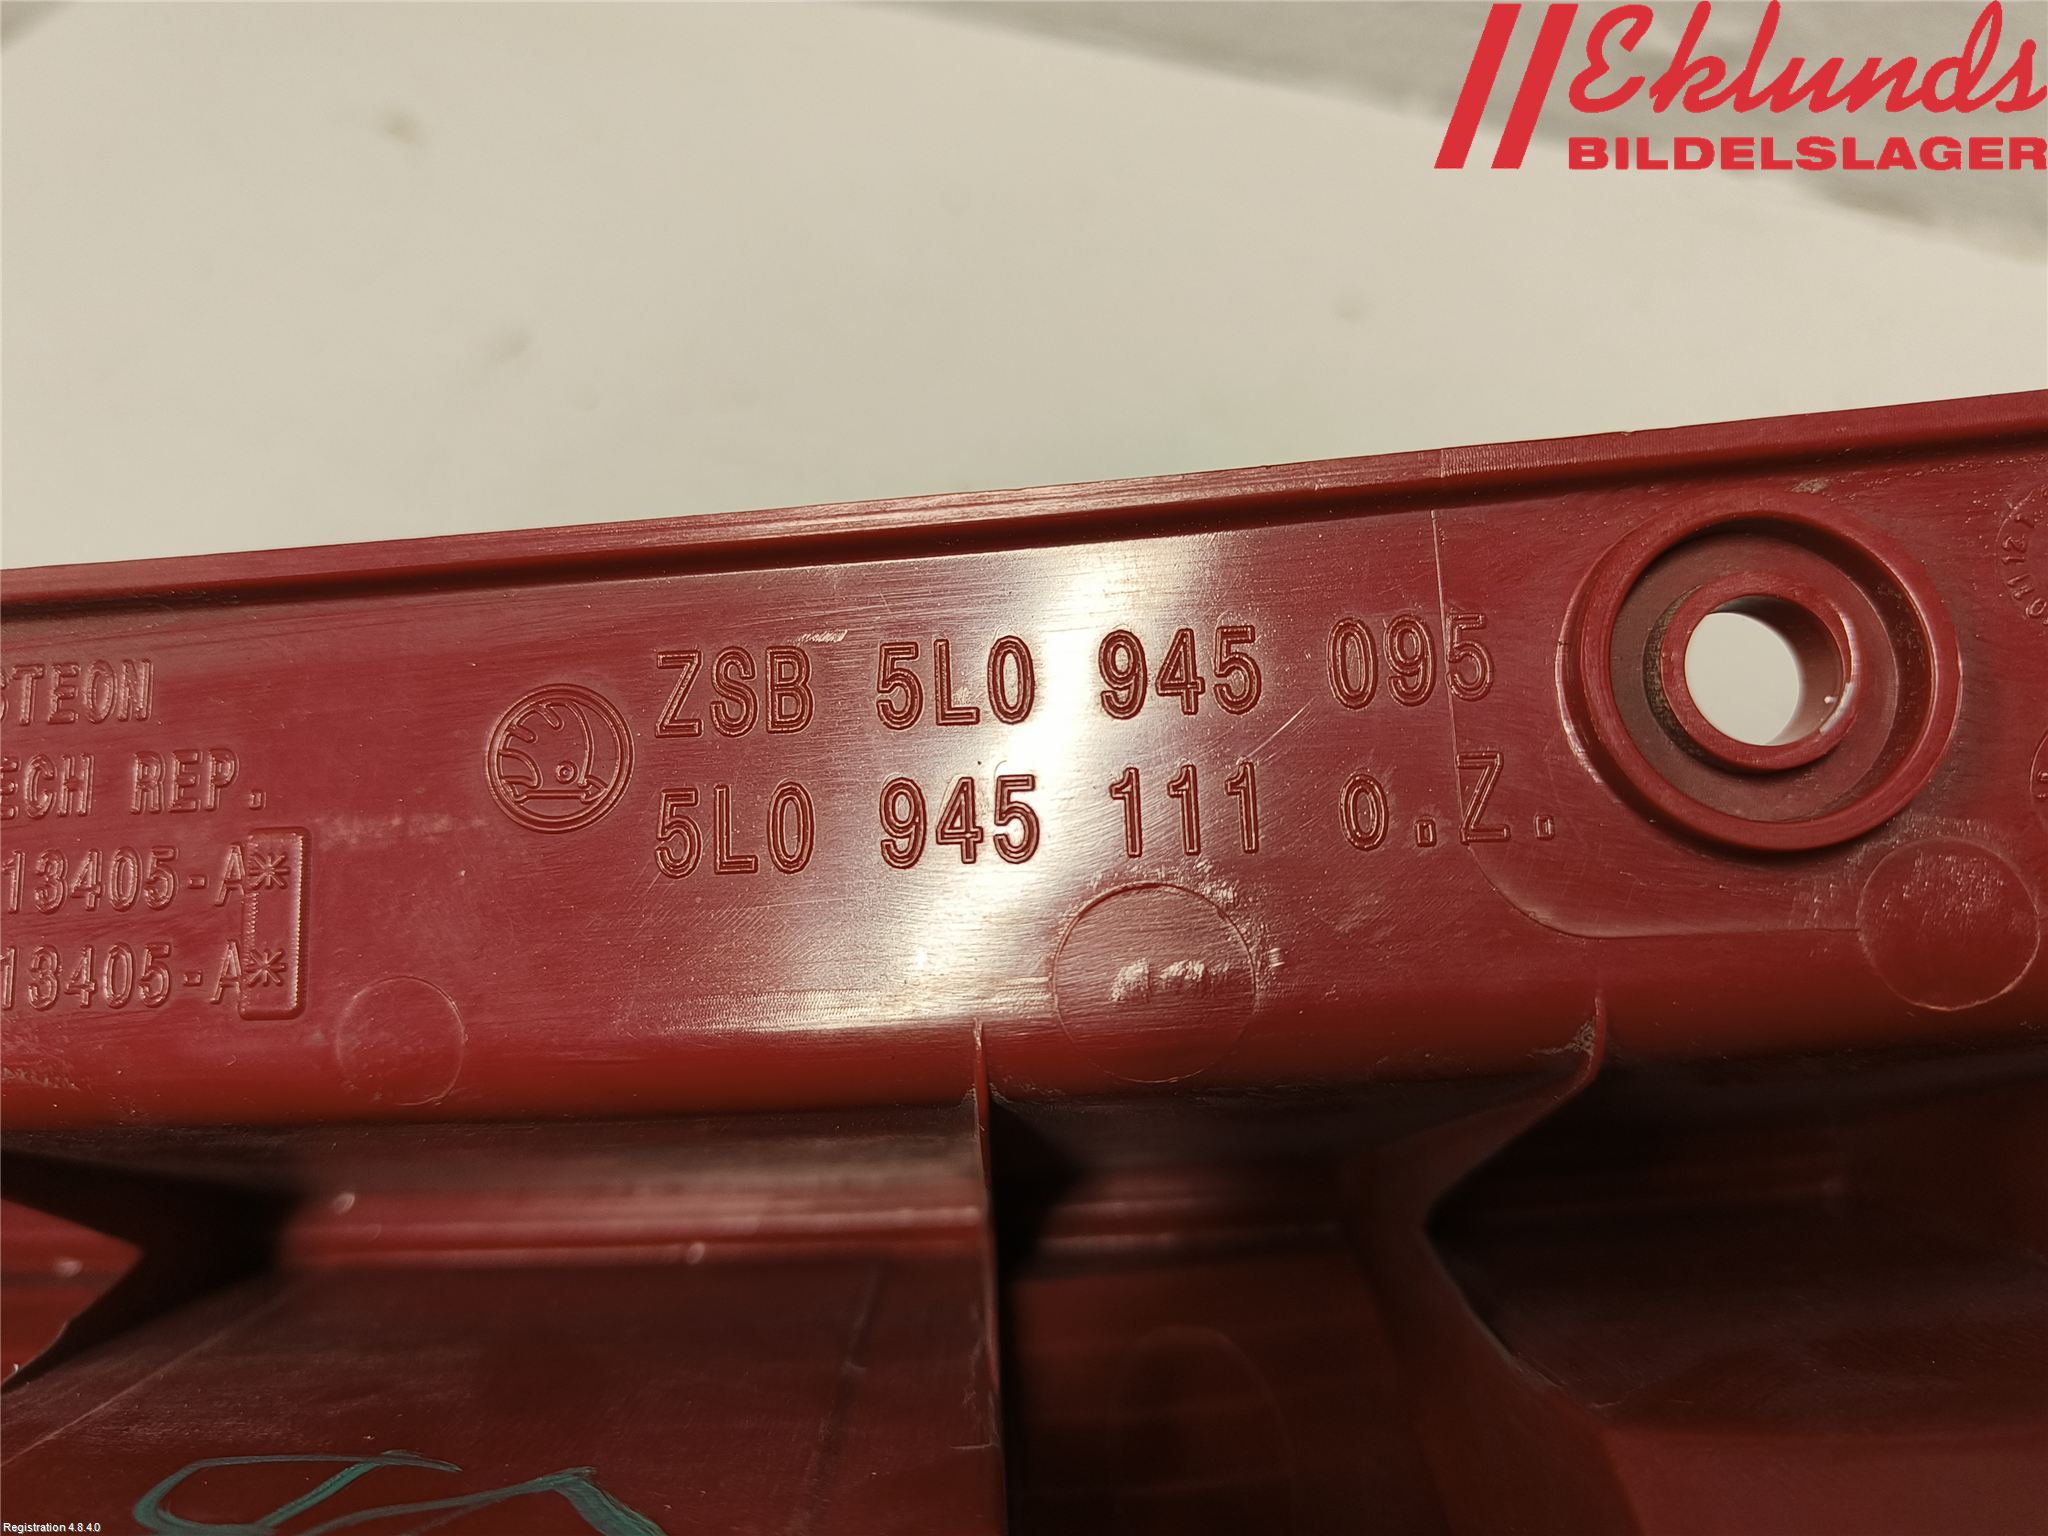 Eklunds
BILDELSLAGER
ZSB 5L0 945 095
5L0 945 111 o.Z.
STEON
ECH REP.
13405-A*
13405-A*
Registration 4.8.4.0